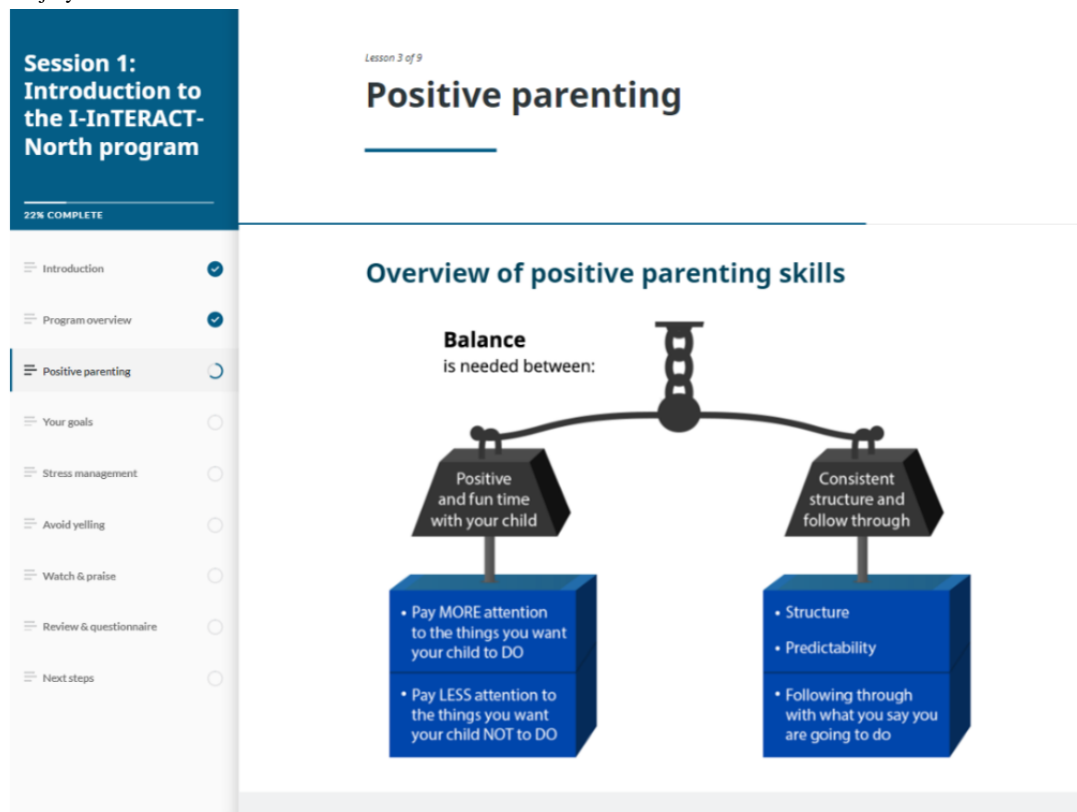 Session 1:
Introduction to
the I-InTERACT-
North program
22% COMPLETE
Introduction
Program overview
Positive parenting
Your goals
Stress management
Avoid yelling
Watch & praise
Review & questionnaire
Next steps
Lesson 3 of 9
Positive parenting
Overview of positive parenting skills
Balance
is needed between:
Positive
and fun time
with your child
Consistent
structure and
follow through
• Pay MORE attention
to the things you want
your child to DO
• Pay LESS attention to
the things you want
your child NOT to DO
• Structure
• Predictability
• Following through
with what you say you
are going to do